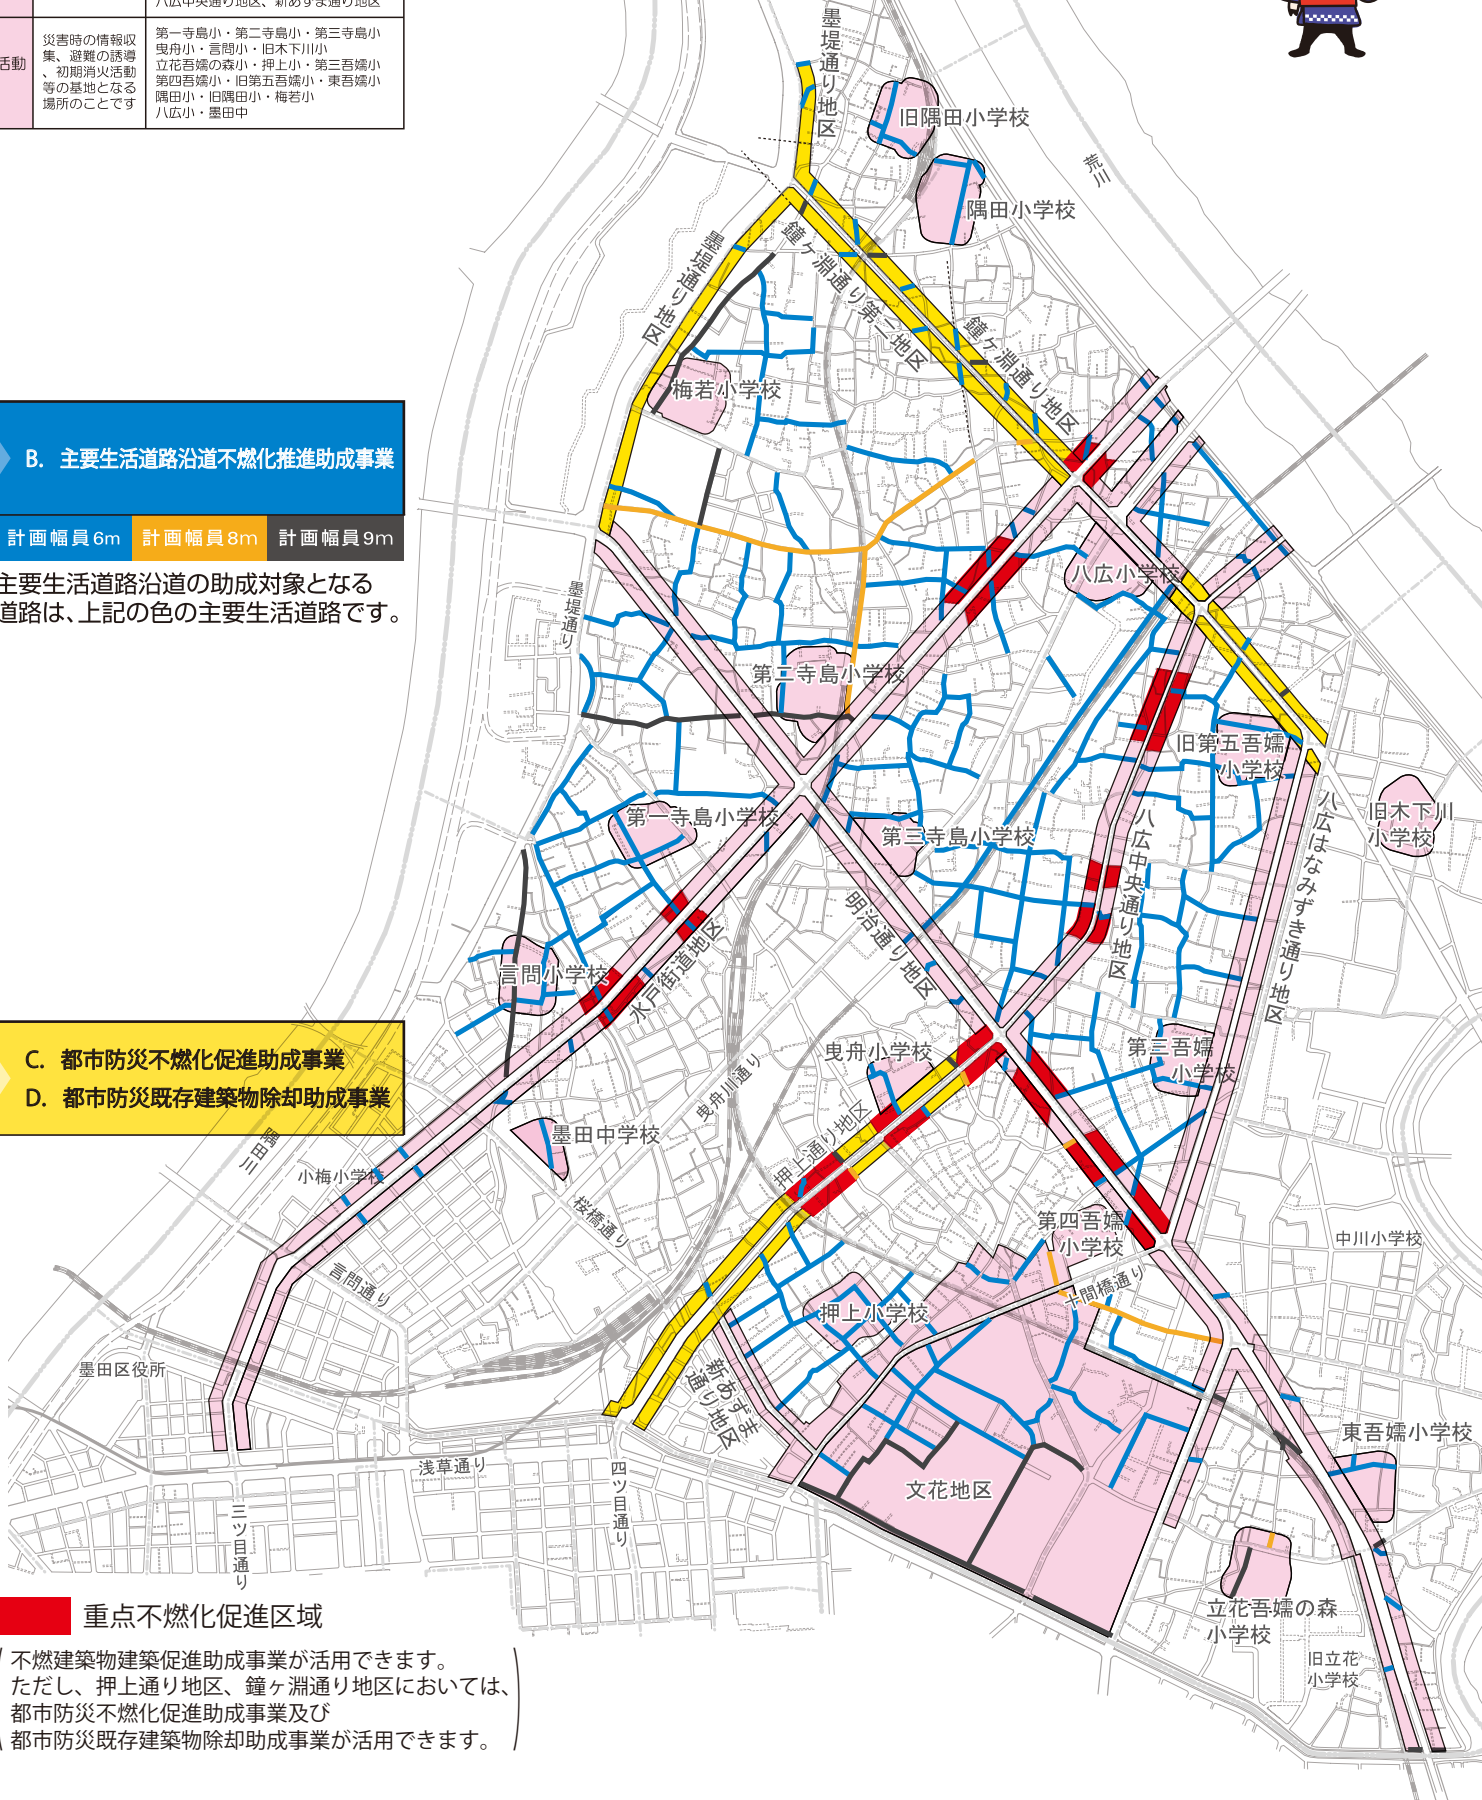 八広中央通り地区、新あずま通り地区
活動
災害時の情報収
集、避難の誘導
、初期消火活動
等の基地となる
場所のことです
第一寺島小・第二寺島小・第三寺島小
曳舟小・言問小・旧木下川小
立花吾嬬の森小・押上小・第三吾嬬小
第四吾嬬小・旧第五吾嬬小・東吾嬬小
隅田小・旧隅田小・梅若小
八広小・墨田中
墨堤通り地区
旧隅田小学校
荒川
隅田小学校
墨堤通り地区
鐘ヶ淵通り第二地区
鐘ヶ淵通り地区
梅若小学校
B. 主要生活道路沿道不燃化推進助成事業
計画幅員6m
計画幅員8m
計画幅員9m
主要生活道路沿道の助成対象となる
道路は、上記の色の主要生活道路です。
八広小学校
墨堤通り
第二寺島小学校
旧第五吾嬬
小学校
第一寺島小学校
第三寺島小学校
八広中央通り地区
八広はなみずき通り地区
旧木下川
小学校
明治通り地区
水戸街道地区
言問小学校
C. 都市防災不燃化促進助成事業
D. 都市防災既存建築物除却助成事業
曳舟小学校
第三吾嬬
小学校
曳舟川通り
押上通り地区
隅田川
墨田中学校
小梅小学校
桜橋通り
第四吾嬬
小学校
中川小学校
言問通り
十間橋通り
押上小学校
墨田区役所
新あずま
通り地区
東吾嬬小学校
浅草通り
四ツ目通り
三ツ目通り
文花地区
立花吾嬬の森
小学校
旧立花
小学校
重点不燃化促進区域
不燃建築物建築促進助成事業が活用できます。
ただし、押上通り地区、鐘ヶ淵通り地区においては、
都市防災不燃化促進助成事業及び
都市防災既存建築物除却助成事業が活用できます。